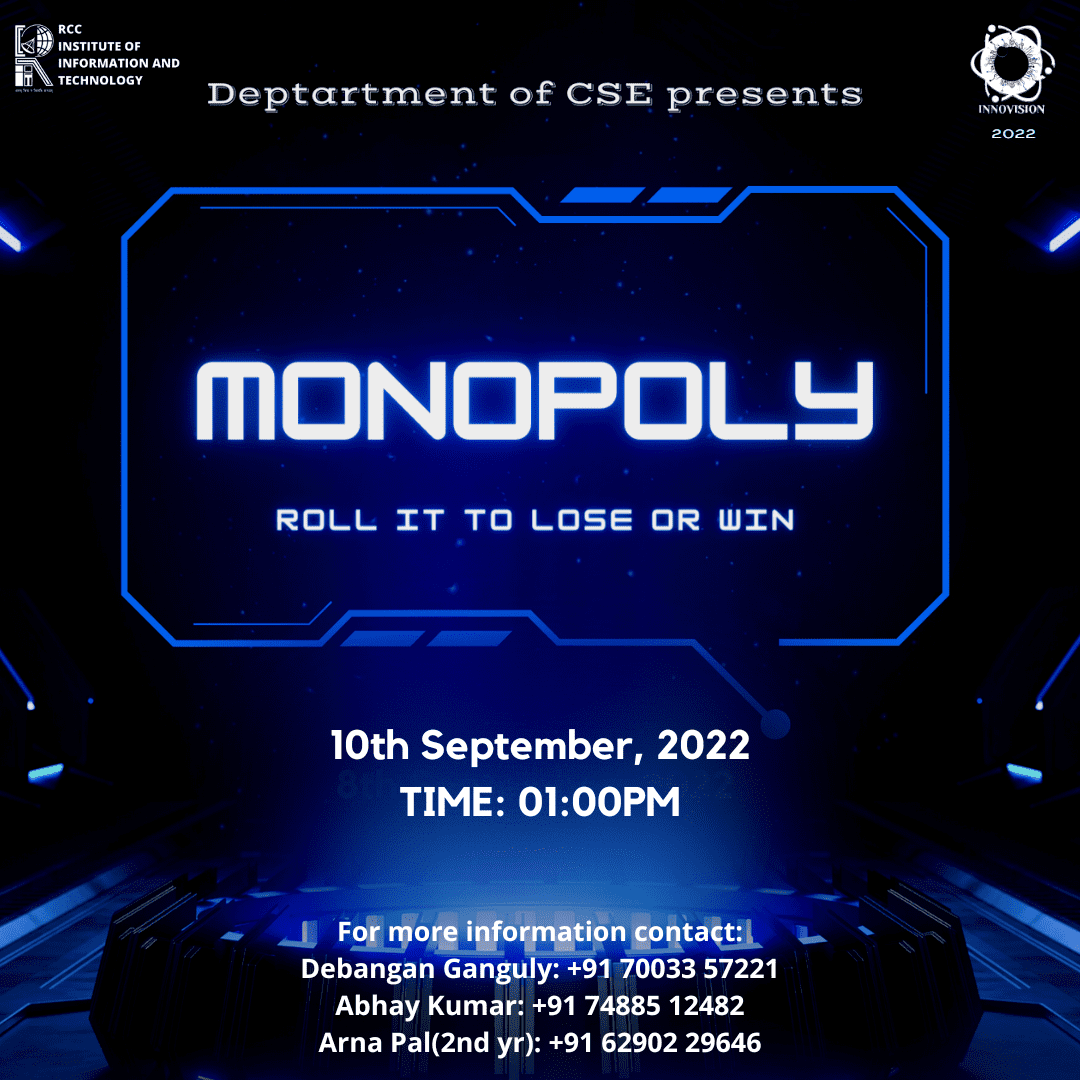 RCC
INSTITUTE OF
INFORMATION AND
TECHNOLOGY
Deptartment of CSE presents
INNOVISION
2022
MONOPOLY
ROLL IT TO LOSE OR WIN
10th September, 2022
TIME: 01:00PM
For more information contact:
Debangan Ganguly: +91 70033 57221
Abhay Kumar: +91 74885 12482
Arna Pal(2nd yr): +91 62902 29646